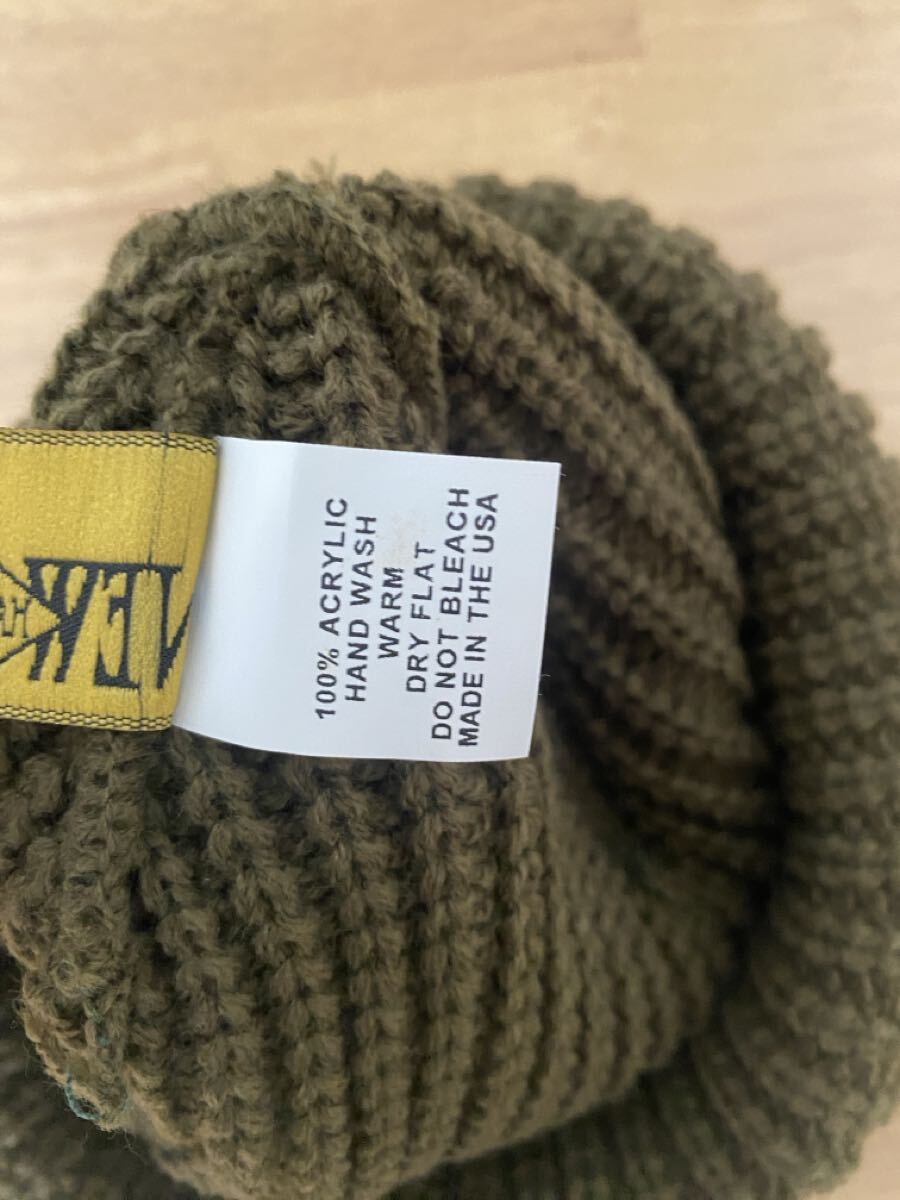 100% ACRYLIC
HAND WASH
WARM
DRY FLAT
DO NOT BLEACH
MADE IN THE USA